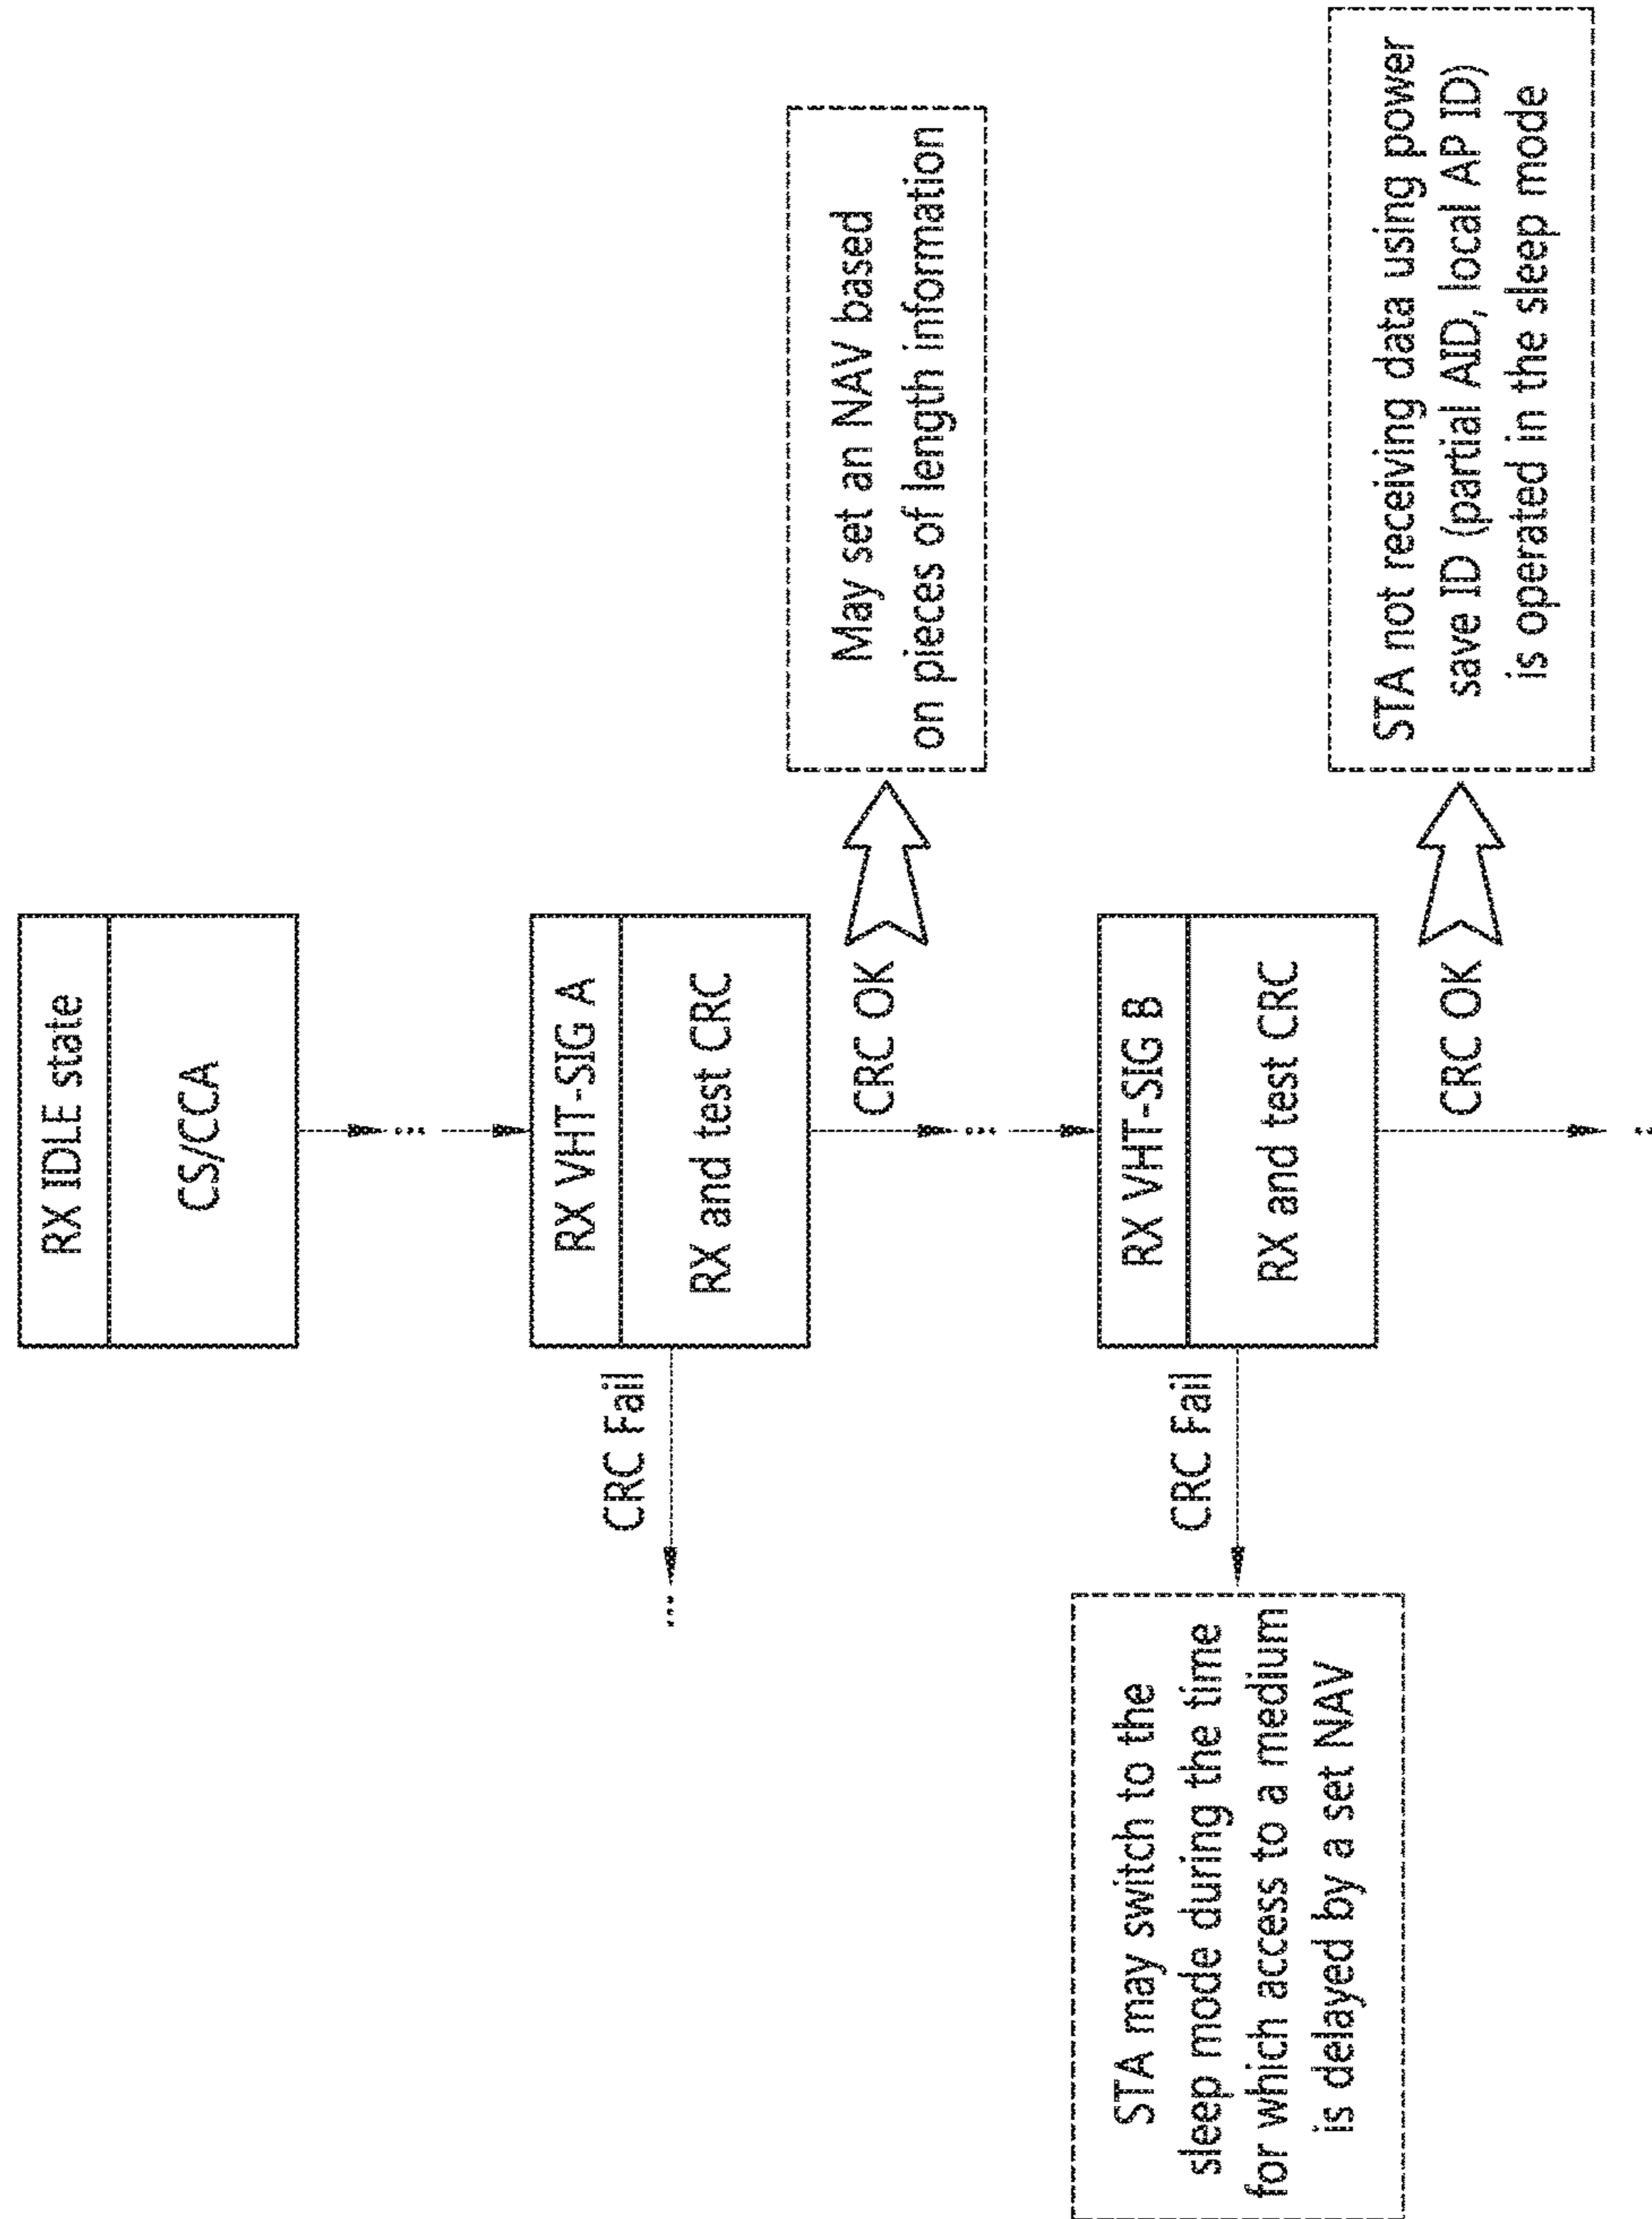 RX IDLE state
CS/CCA
...
RX VHT-SIG A
RX and test CRC
CRC Fail
...
CRC OK
May set an NAV based
on pieces of length information
...
RX VHT-SIG B
RX and test CRC
CRC Fail
STA may switch to the
sleep mode during the time
for which access to a medium
is delayed by a set NAV
CRC OK
STA not receiving data using power
save ID (partial AID, local AP ID)
is operated in the sleep mode
...